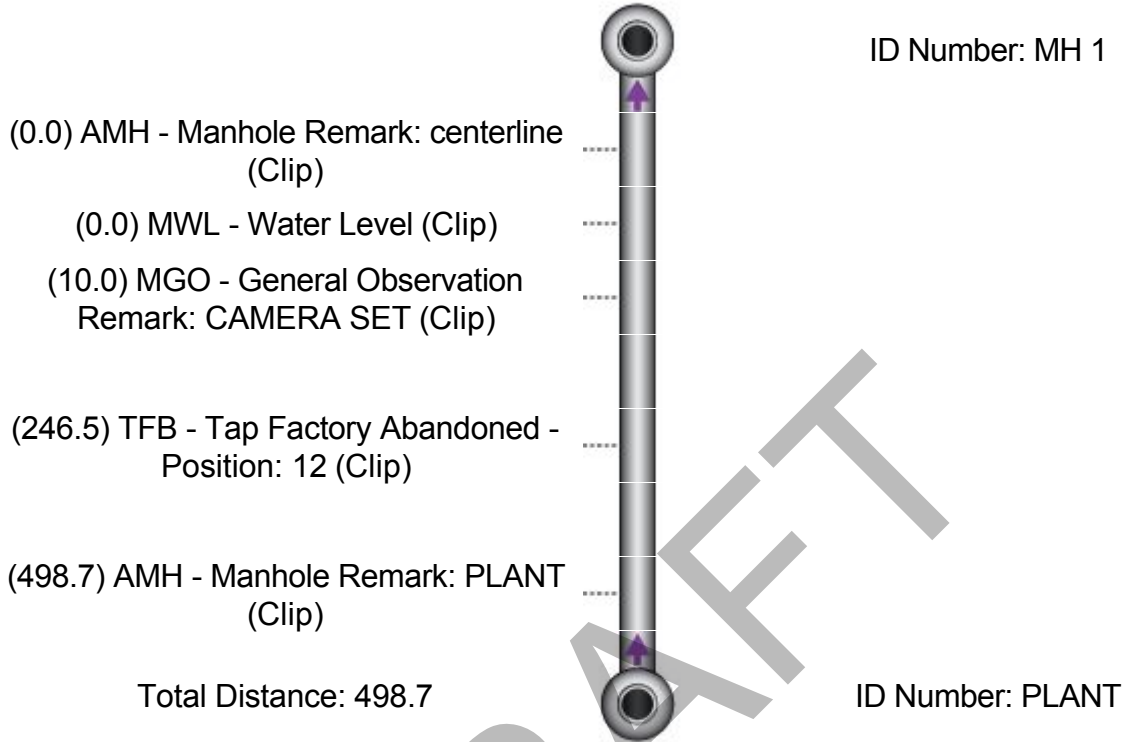 ID Number: MH 1
(0.0) AMH - Manhole Remark: centerline
(Clip)
(0.0) MWL - Water Level (Clip)
(10.0) MGO - General Observation
Remark: CAMERA SET (Clip)
(246.5) TFB - Tap Factory Abandoned -
Position: 12 (Clip)
(498.7) AMH - Manhole Remark: PLANT
(Clip)
Total Distance: 498.7
ID Number: PLANT
AFT